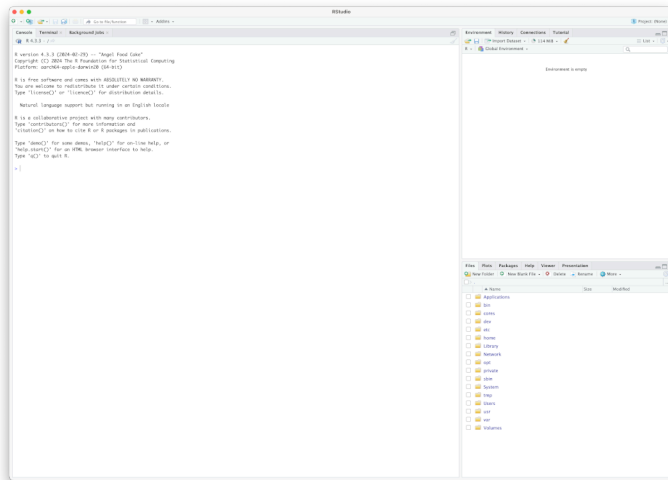 RStudio
Go to file/function
Addins
Project: (None)
Console Terminal Background Jobs
R 4.3.3 · / 
R version 4.3.3 (2024-02-29) -- "Angel Food Cake"
Copyright (C) 2024 The R Foundation for Statistical Computing
Platform: aarch64-apple-darwin20 (64-bit)
R is free software and comes with ABSOLUTELY NO WARRANTY.
You are welcome to redistribute it under certain conditions.
Type 'license()' or 'licence()' for distribution details.
Natural language support but running in an English locale
R is a collaborative project with many contributors.
Type 'contributors()' for more information and
'citation()' on how to cite R or R packages in publications.
Type 'demo()' for some demos, 'help()' for on-line help, or
'help.start()' for an HTML browser interface to help.
Type 'q()' to quit R.
>
Environment History Connections Tutorial
Import Dataset
List
R Global Environment
Environment is empty
Files Plots Packages Help Viewer Presentation
New Folder New Blank File Delete Rename More
Name Size Modified
Applications
bin
cores
dev
etc
home
Library
Network
opt
private
sbin
System
tmp
Users
usr
var
Volumes